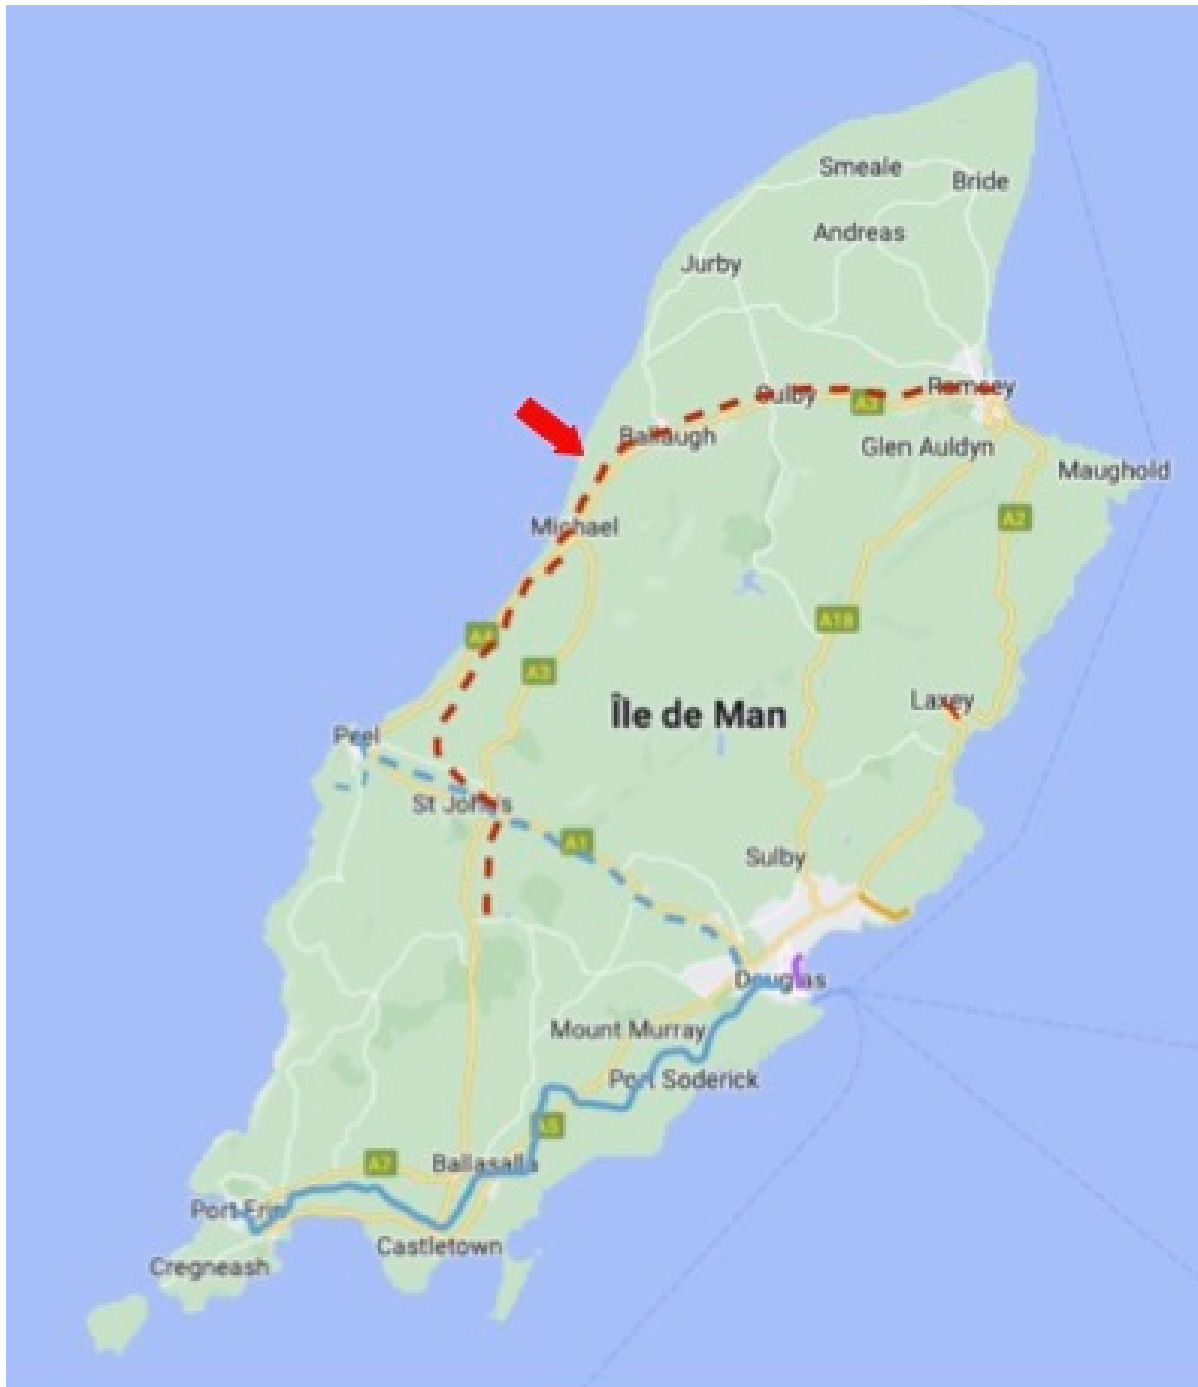 Smeale
Bride
Andreas
Jurby
Sulby
Ramsey
A3
Ballaugh
Glen Auldyn
Maughold
A2
Michael
A18
A4
A3
Laxey
Île de Man
Peel
St John's
A1
Sulby
Douglas
Mount Murray
Port Soderick
A5
A7
Ballasalla
Port Erin
Castletown
Cregneash